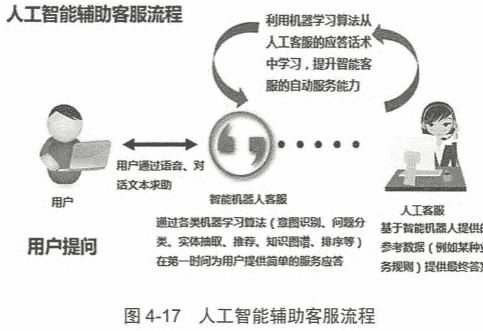 人工智能辅助客服流程
利用机器学习算法从
人工客服的应答话术
中学习，提升智能客
服的自动服务能力
用户通过语音、对
话文本求助
用户
智能机器人客服
人工客服
用户提问
通过各类机器学习算法（意图识别、问题分
类、实体抽取、推荐、知识图谱、排序等）
在第一时间为用户提供简单的服务应答
基于智能机器人提供的
参考数据（例如某种业
务规则）提供最终答
图 4-17 人工智能辅助客服流程